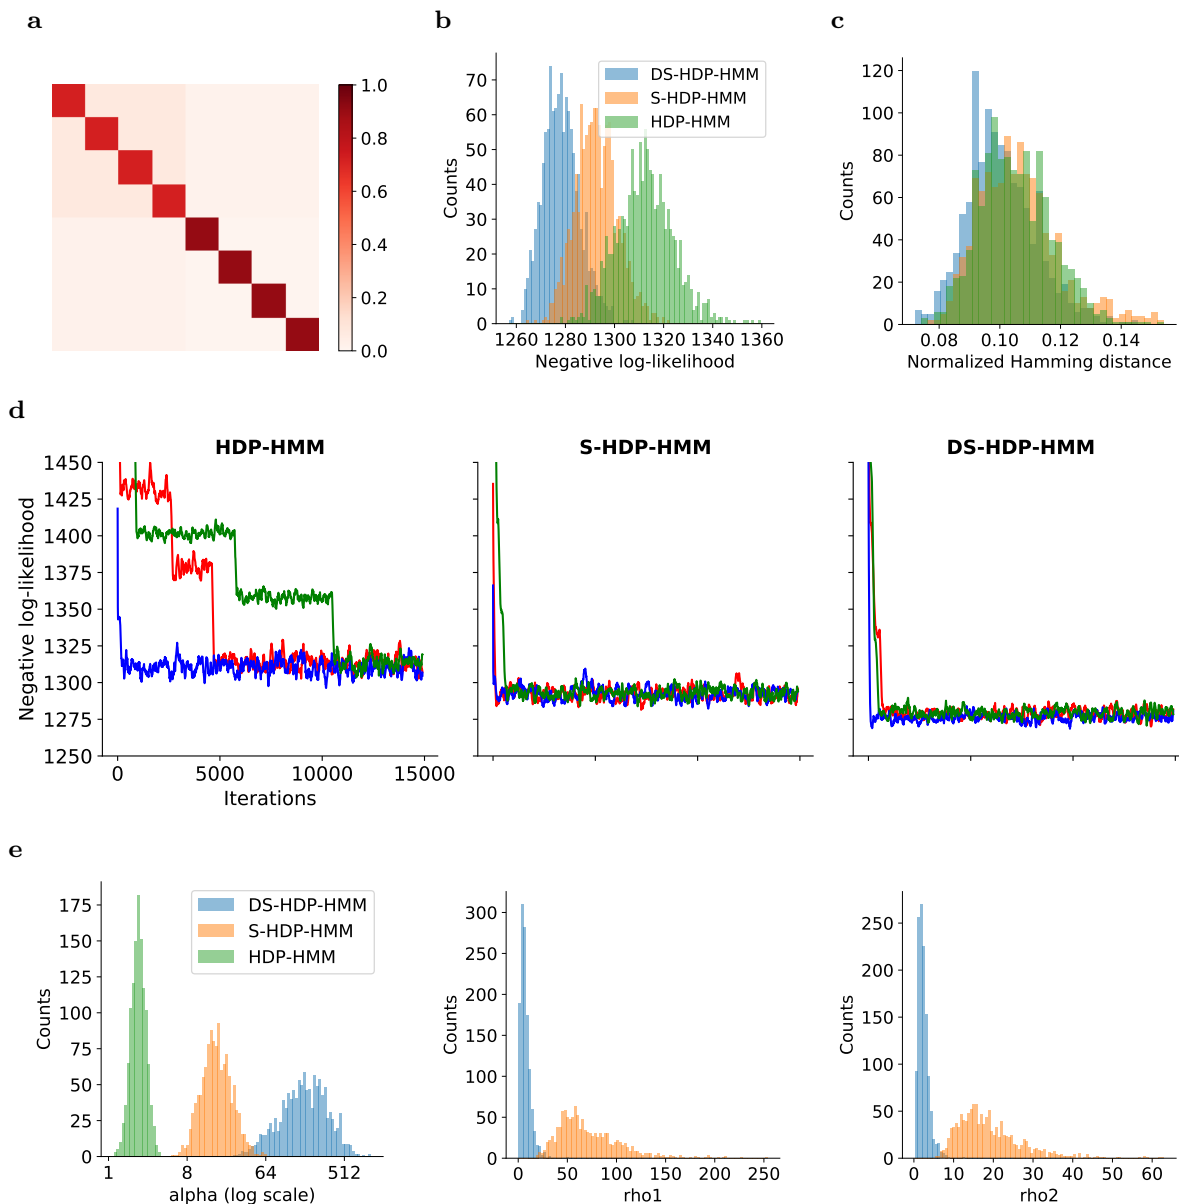 a
1.0
0.8
0.6
0.4
0.2
0.0
b
Counts
70
60
50
40
30
20
10
0
DS-HDP-HMM
S-HDP-HMM
HDP-HMM
1260 1280 1300 1320 1340 1360
Negative log-likelihood
c
Counts
120
100
80
60
40
20
0
0.08 0.10 0.12 0.14
Normalized Hamming distance
d
HDP-HMM
Negative log-likelihood
1450
1425
1400
1375
1350
1325
1300
1275
1250
0 5000 10000 15000
Iterations
S-HDP-HMM
DS-HDP-HMM
e
Counts
175
150
125
100
75
50
25
0
DS-HDP-HMM
S-HDP-HMM
HDP-HMM
1 8 64 512
alpha (log scale)
Counts
300
250
200
150
100
50
0
0 50 100 150 200 250
rho1
Counts
250
200
150
100
50
0
0 10 20 30 40 50 60
rho2